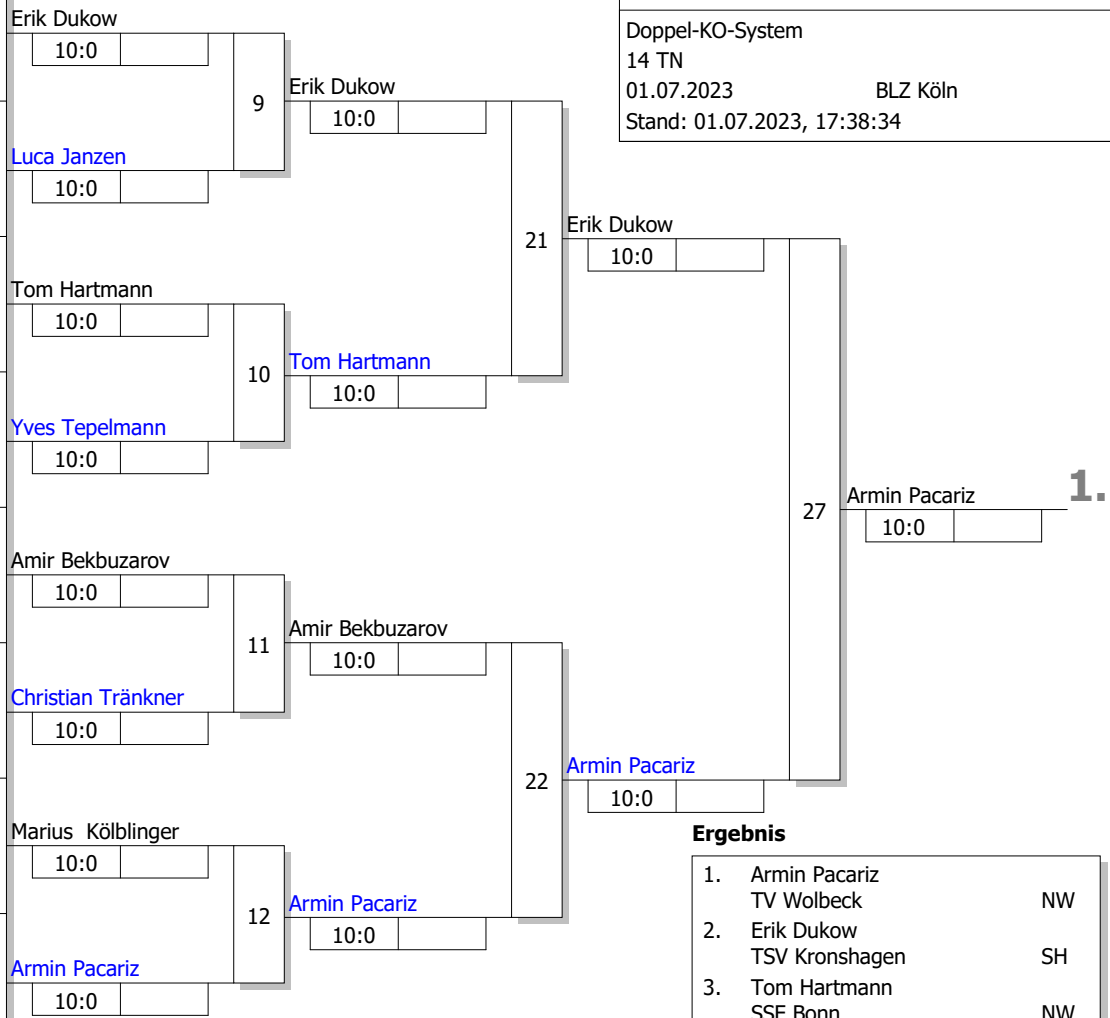 Doppel-KO-System
14 TN
01.07.2023 BLZ Köln
Stand: 01.07.2023, 17:38:34
Erik Dukow
10:0
9
Luca Janzen
10:0
Erik Dukow
10:0
21
Tom Hartmann
10:0
10
Yves Tepelmann
10:0
Tom Hartmann
10:0
Erik Dukow
10:0
27
Armin Pacariz
10:0
1.
Amir Bekbuzarov
10:0
11
Christian Tränkner
10:0
Amir Bekbuzarov
10:0
22
Marius Kölblinger
10:0
12
Armin Pacariz
10:0
Armin Pacariz
10:0
Armin Pacariz
10:0
Ergebnis
1. Armin Pacariz
TV Wolbeck NW
2. Erik Dukow
TSV Kronshagen SH
3. Tom Hartmann
SSF Bonn NW